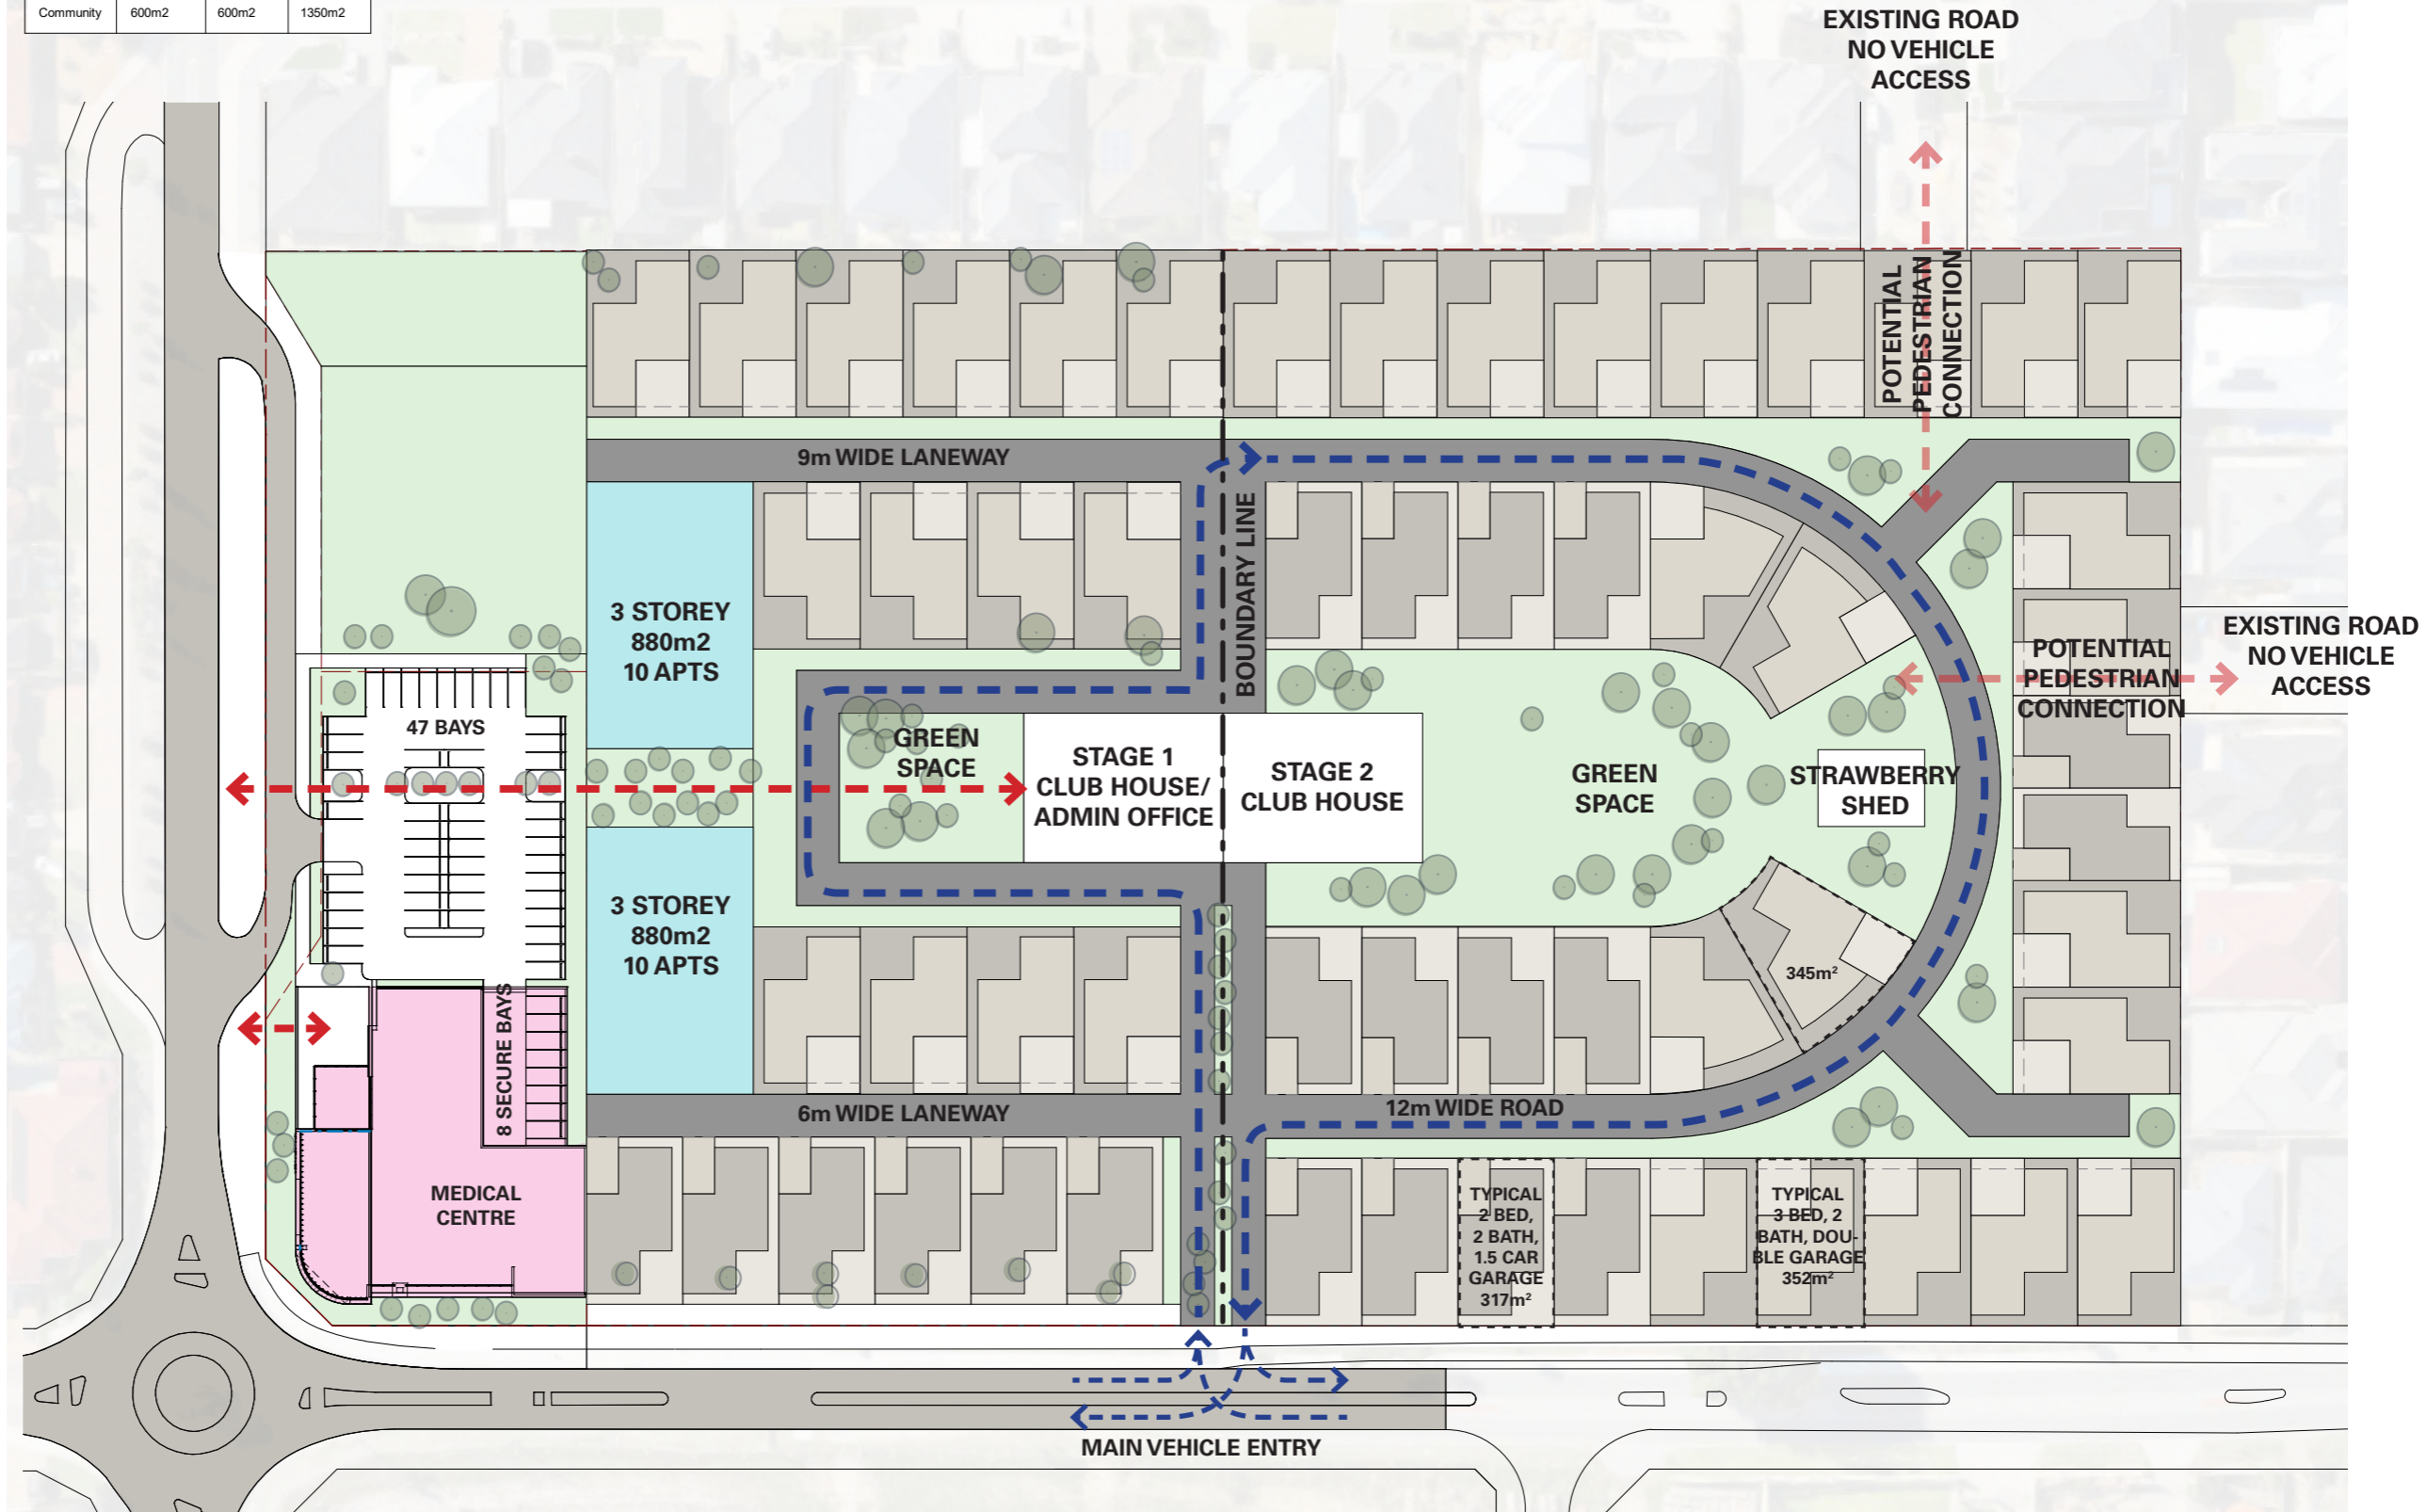 Community 600m2 600m2 1350m2
EXISTING ROAD
NO VEHICLE
ACCESS
POTENTIAL
PEDESTRIAN
CONNECTION
9m WIDE LANEWAY
BOUNDARY LINE
3 STOREY
880m2
10 APTS
EXISTING ROAD
NO VEHICLE
ACCESS
POTENTIAL
PEDESTRIAN
CONNECTION
47 BAYS
GREEN
SPACE
STAGE 1
CLUB HOUSE/
ADMIN OFFICE
STAGE 2
CLUB HOUSE
GREEN
SPACE
STRAWBERRY
SHED
3 STOREY
880m2
10 APTS
345m²
8 SECURE BAYS
6m WIDE LANEWAY
12m WIDE ROAD
MEDICAL
CENTRE
TYPICAL
2 BED,
2 BATH,
1.5 CAR
GARAGE
317m²
TYPICAL
3 BED, 2
BATH, DOU-
BLE GARAGE
352m²
MAIN VEHICLE ENTRY